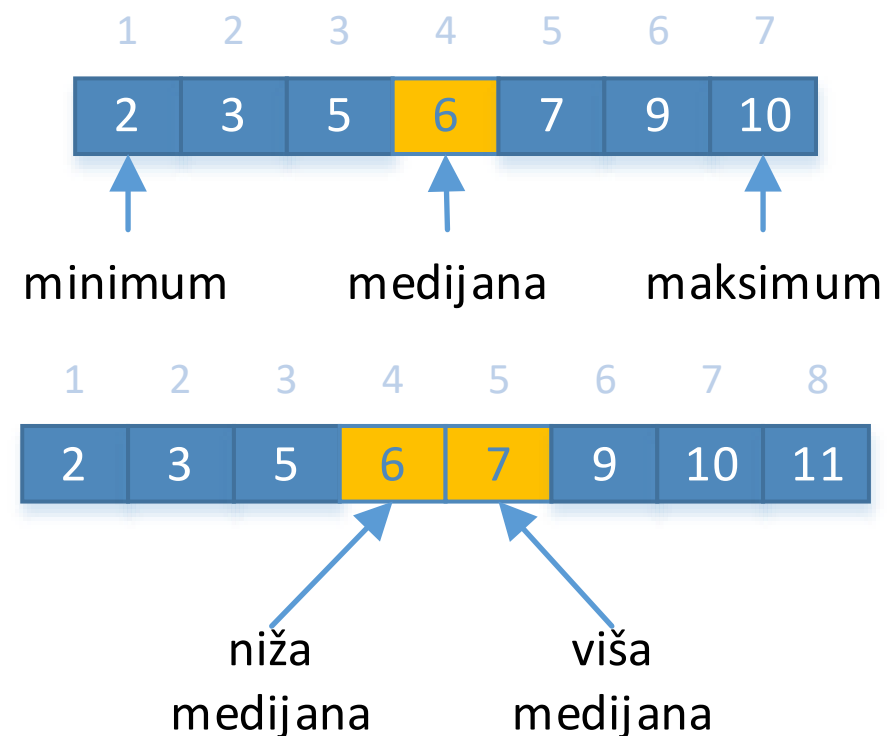 1 2 3 4 5 6 7
2 3 5 6 7 9 10
minimum medijana maksimum
1 2 3 4 5 6 7 8
2 3 5 6 7 9 10 11
niža viša
medijana medijana